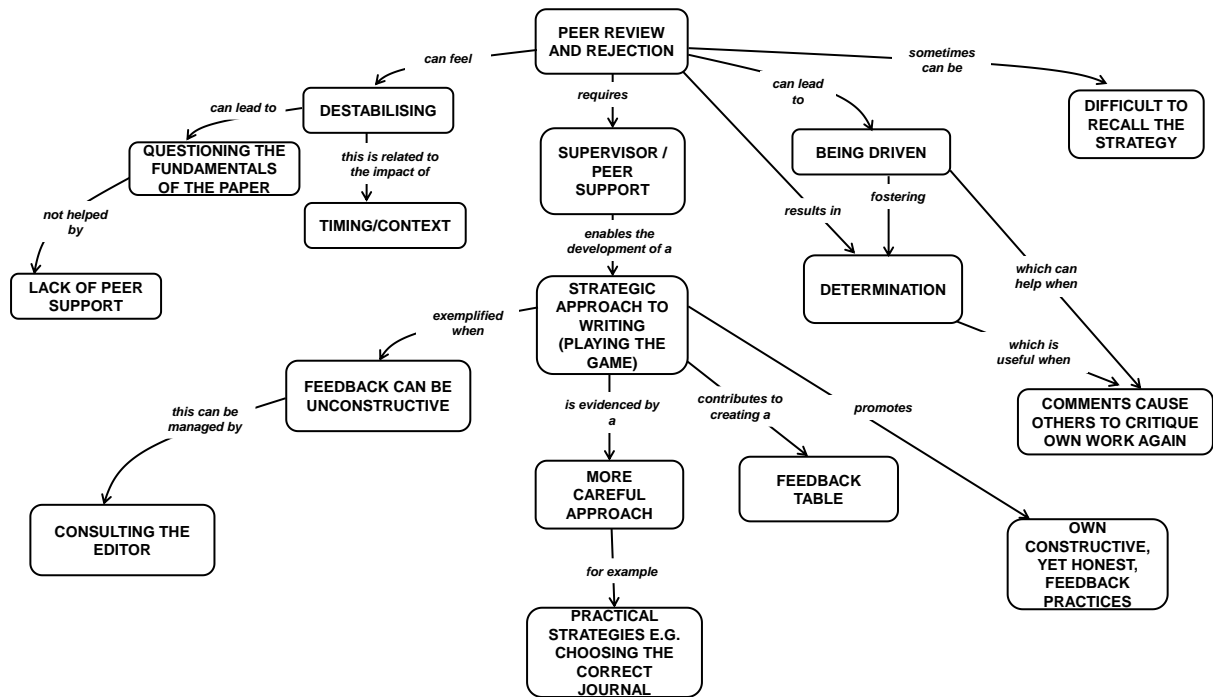 PEER REVIEW
AND REJECTION
can feel
sometimes
can be
can lead
to
requires
DESTABILISING
can lead to
DIFFICULT TO
RECALL THE
STRATEGY
QUESTIONING THE
FUNDAMENTALS
OF THE PAPER
this is related to
the impact of
SUPERVISOR /
PEER
SUPPORT
BEING DRIVEN
fostering
not helped
by
TIMING/CONTEXT
results in
enables the
development of a
which can
help when
LACK OF PEER
SUPPORT
STRATEGIC
APPROACH TO
WRITING
(PLAYING THE
GAME)
DETERMINATION
exemplified
when
which is
useful when
FEEDBACK CAN BE
UNCONSTRUCTIVE
this can be
managed by
is evidenced by
a
contributes to
creating a
promotes
COMMENTS CAUSE
OTHERS TO CRITIQUE
OWN WORK AGAIN
MORE
CAREFUL
APPROACH
FEEDBACK
TABLE
CONSULTING THE
EDITOR
OWN
CONSTRUCTIVE,
YET HONEST,
FEEDBACK
PRACTICES
for example
PRACTICAL
STRATEGIES E.G.
CHOOSING THE
CORRECT
JOURNAL